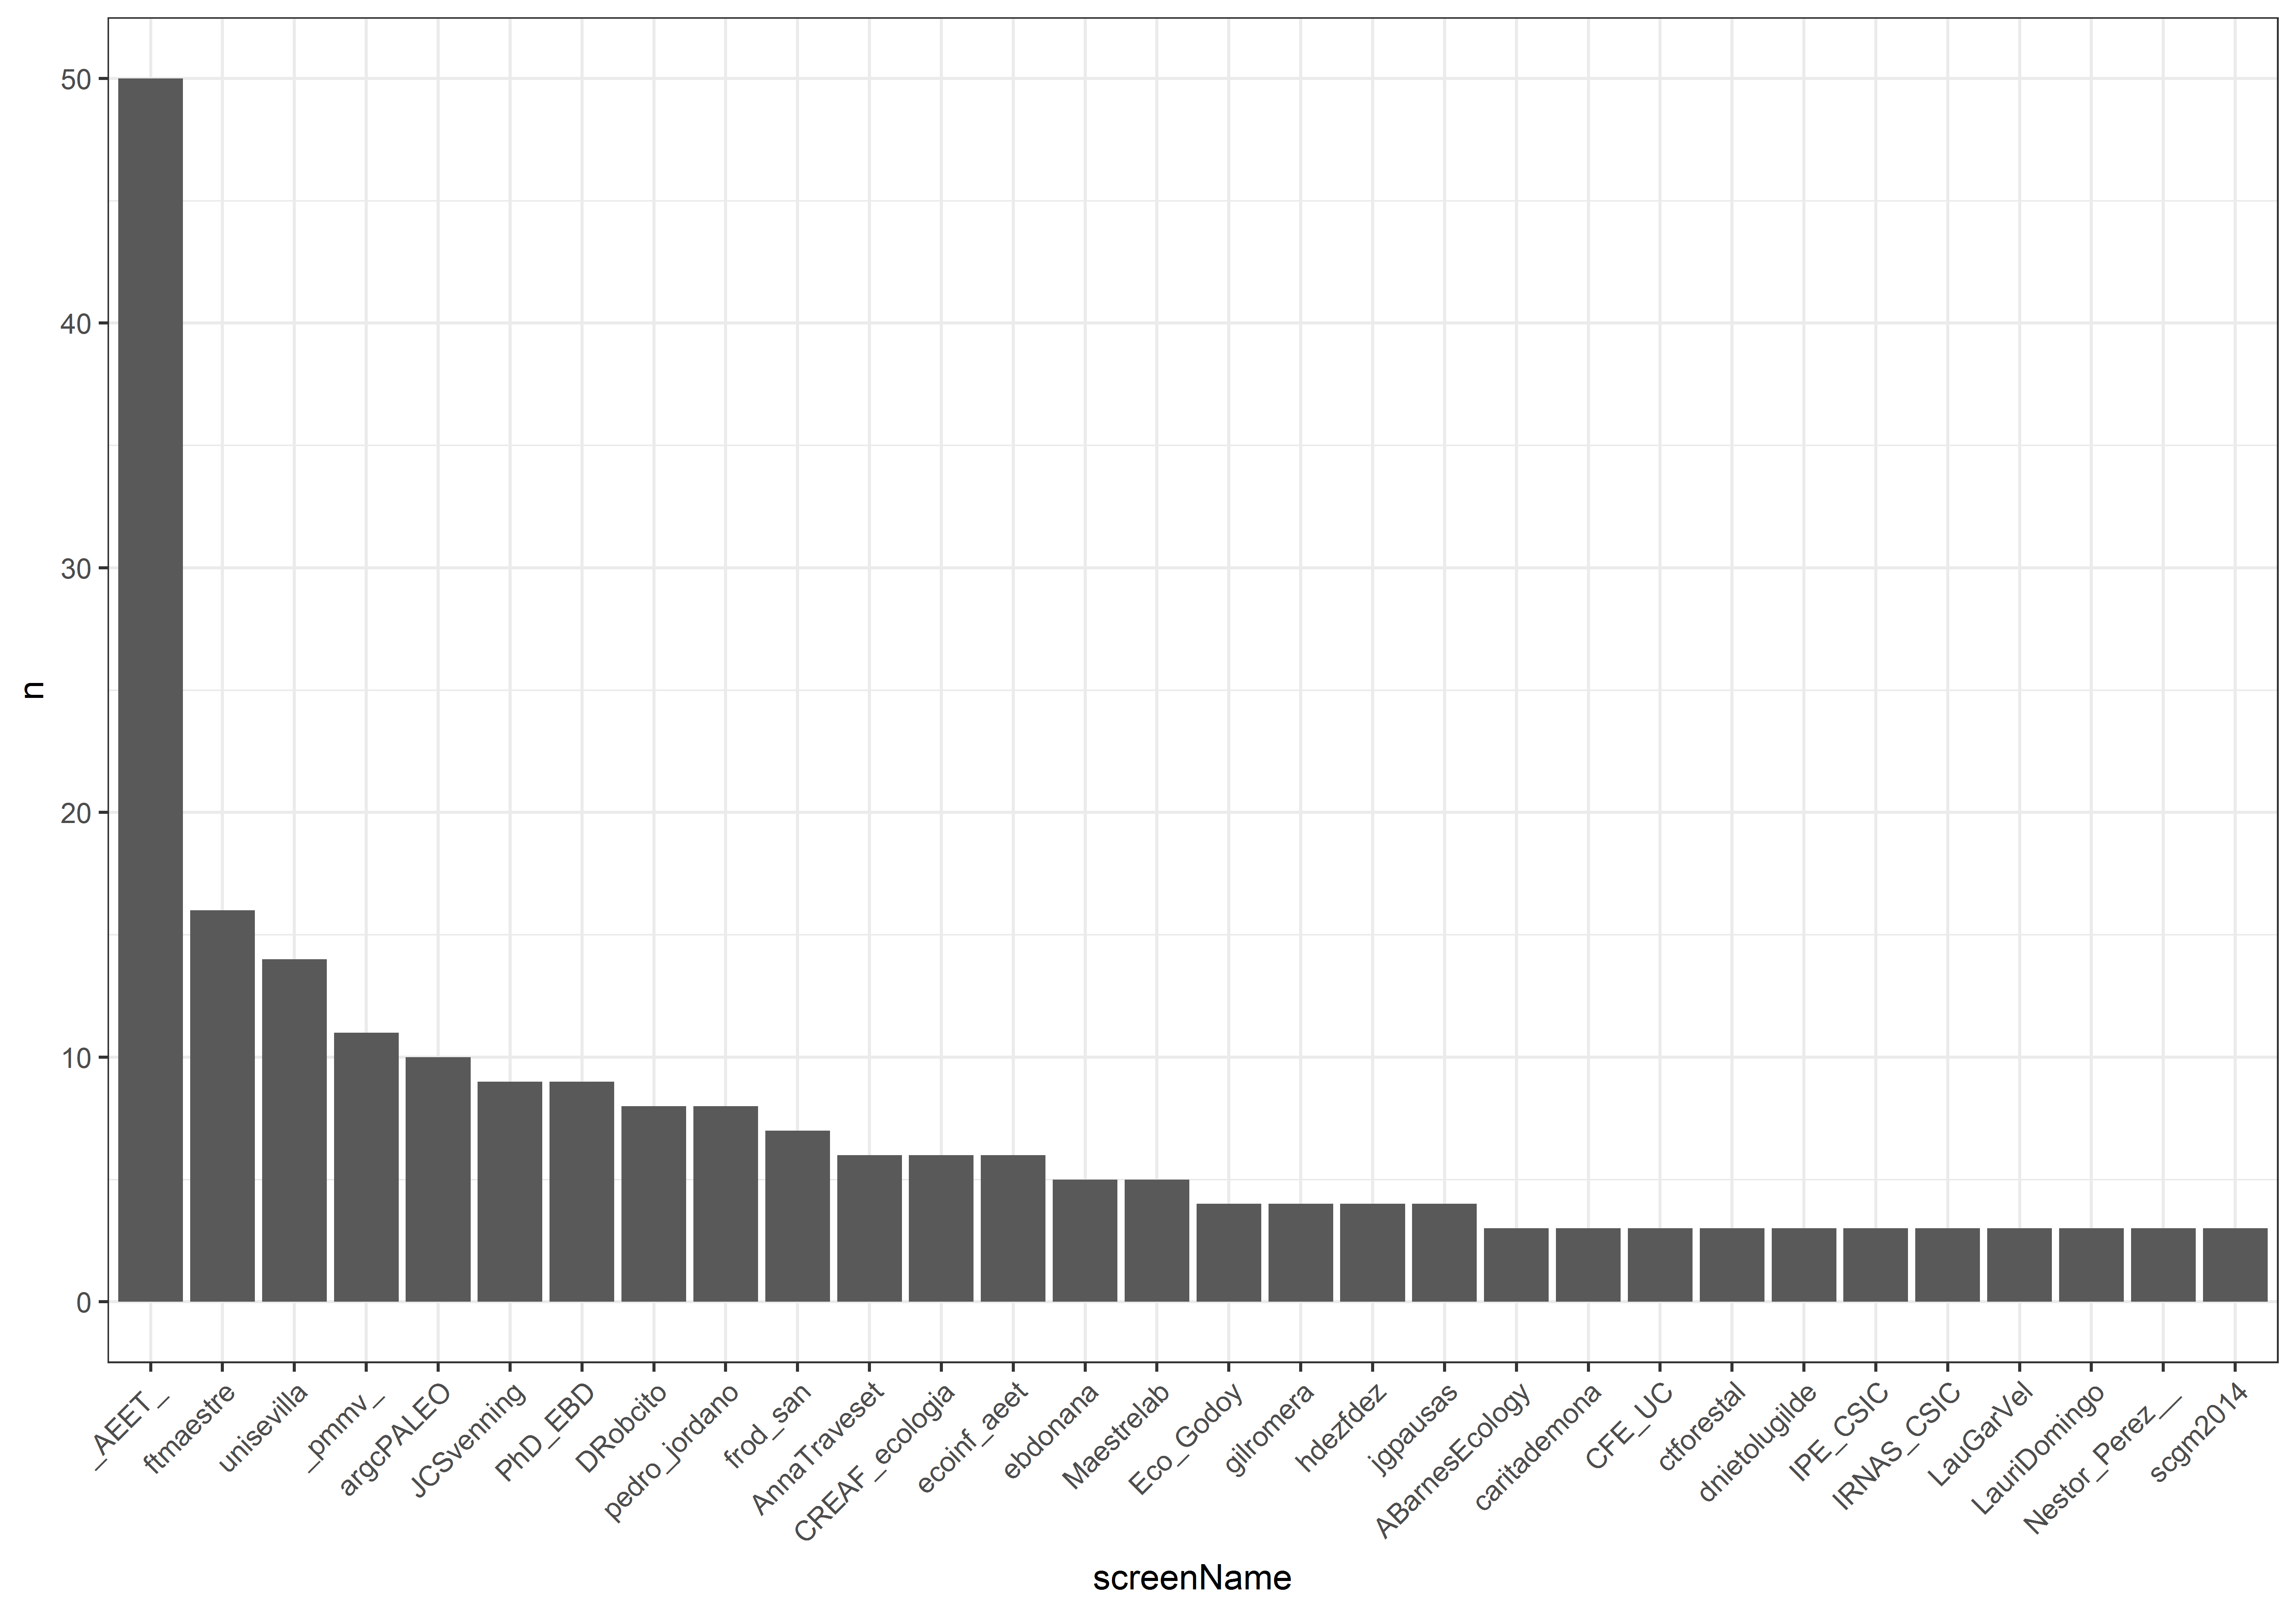 50
40
30
20
10
0
n
_AEET_
ftmaestre
unisevilla
_pmmv_
argcPALEO
JCSvenning
PhD_EBD
DRobcito
pedro_jordano
frod_san
AnnaTraveset
CREAF_ecologia
ecoinf_aeet
ebdonana
Maestrelab
Eco_Godoy
gilromera
hdezfdez
jgpausas
ABarnesEcology
caritademona
CFE_UC
ctforestal
dnietolugilde
IPE_CSIC
IRNAS_CSIC
LauGarVel
LauriDomingo
Nestor_Perez__
scgm2014
screenName